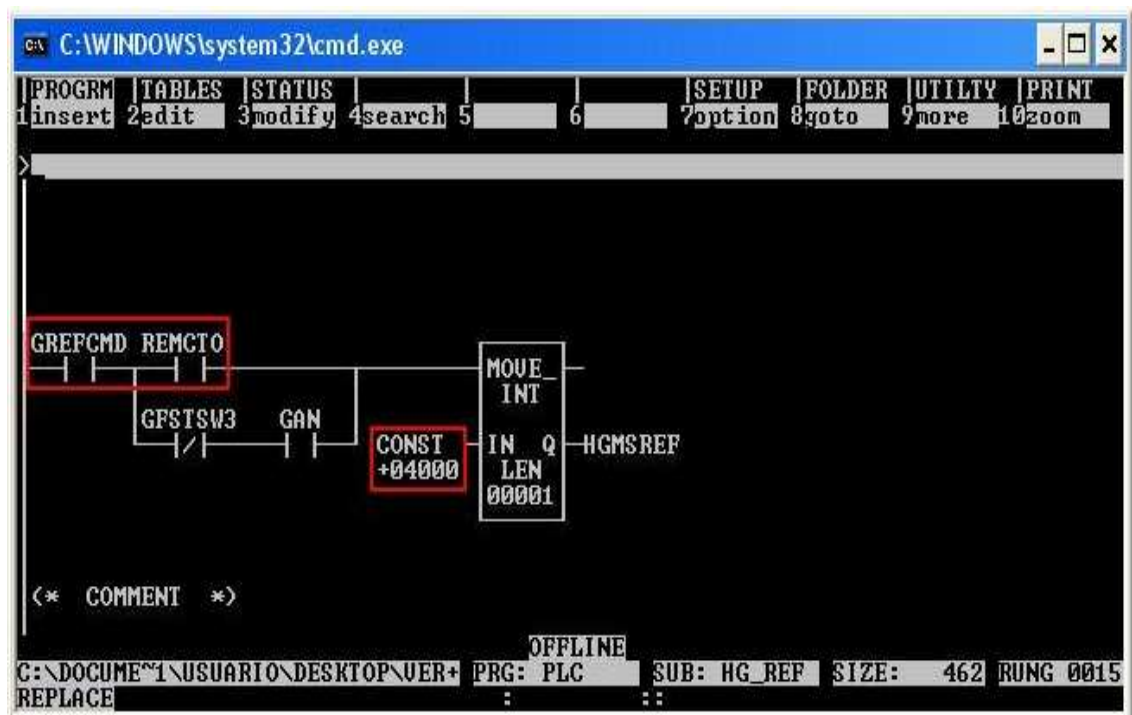 C:\WINDOWS\system32\cmd.exe
|PROGRM |TABLES |STATUS | | | |SETUP |FOLDER |UTILTY |PRINT
1insert 2edit 3modify 4search 5 6 7option 8goto 9more 10zoom
>
GREFCMD REMCTO
MOVE_
INT
GFSTSW3 GAN
CONST IN Q HGMSREF
+04000 LEN
00001
(* COMMENT *)
OFFLINE
C:\DOCUME~1\USUARIO\DESKTOP\VER+ PRG: PLC SUB: HG_REF SIZE: 462 RUNG 0015
REPLACE : ::